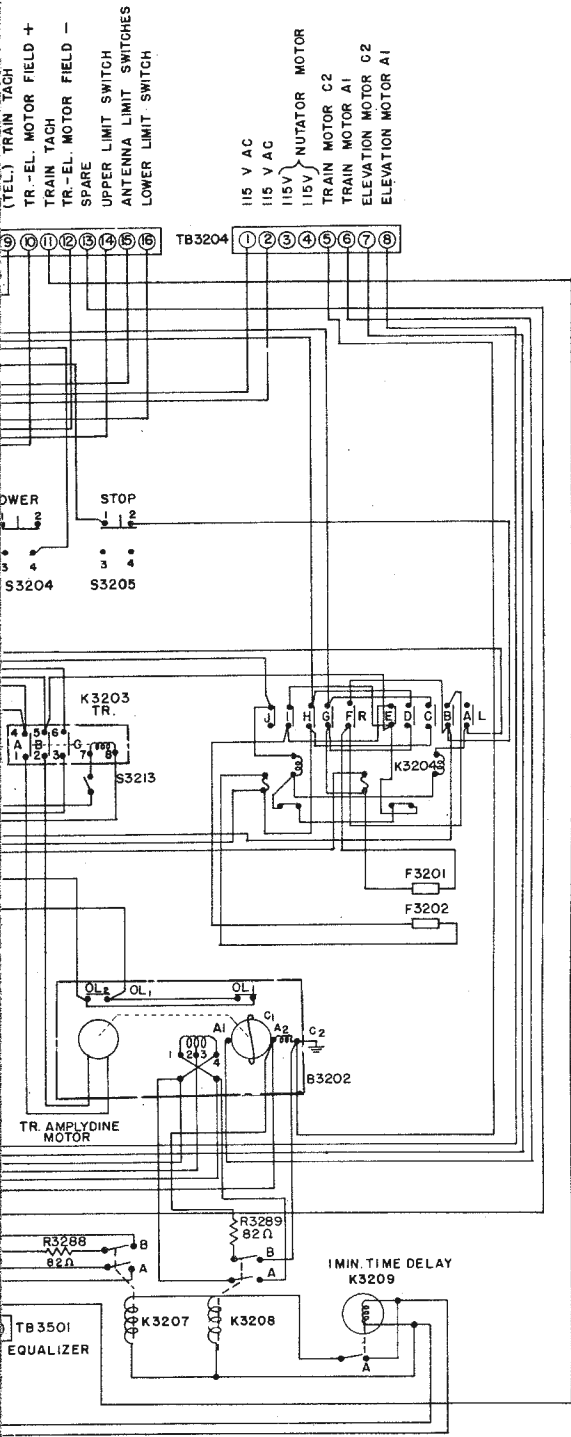 (TEL.) TRAIN TACH
TR.-EL. MOTOR FIELD +
TRAIN TACH
TR.-EL. MOTOR FIELD –
SPARE
UPPER LIMIT SWITCH
ANTENNA LIMIT SWITCHES
LOWER LIMIT SWITCH
115 V AC
115 V AC
115V
115V
NUTATOR MOTOR
TRAIN MOTOR C2
TRAIN MOTOR A1
ELEVATION MOTOR C2
ELEVATION MOTOR A1
9 10 11 12 13 14 15 16
TB3204
1 2 3 4 5 6 7 8
OWER
1 2
3 4
S3204
STOP
1 2
3 4
S3205
K3203
TR.
4 5 6
A B C
1 2 3 7 8
S3213
J I H G F R E D C B A L
K3204
F3201
F3202
OL2 OL1 OL1
A1 C1 A2 C2
1 2 3 4
B3202
TR. AMPLYDINE
MOTOR
R3288
82Ω
B
A
R3289
82Ω
B
A
1 MIN. TIME DELAY
K3209
K3207
K3208
A
TB3501
EQUALIZER